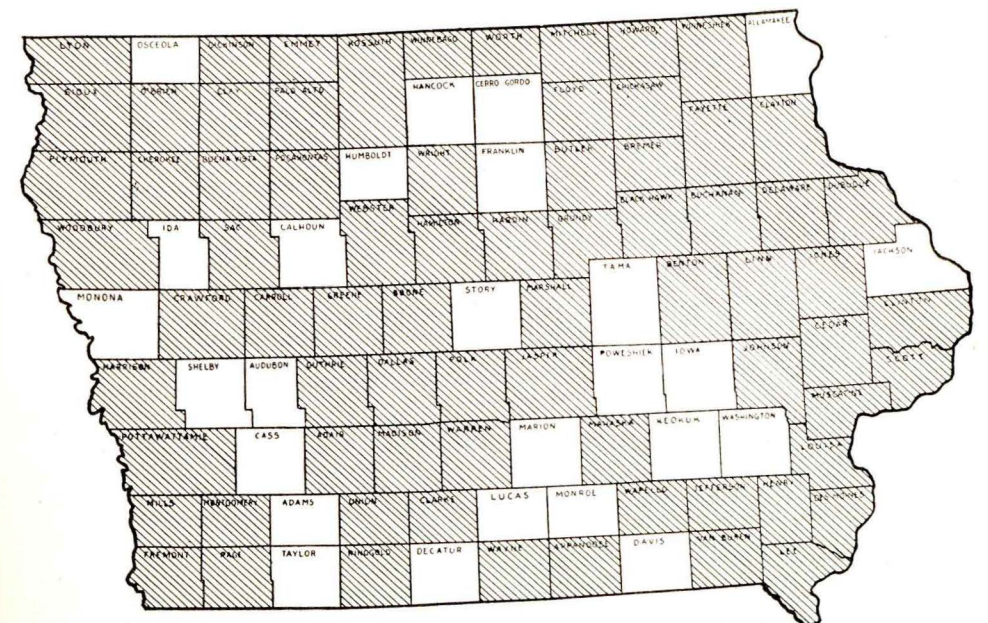 LYON OSCEOLA DICKINSON EMMET KOSSUTH WINNEBAGO WORTH MITCHELL HOWARD WINNESHIEK ALLAMAKEE
SIOUX O'BRIEN CLAY PALO ALTO HANCOCK CERRO GORDO FLOYD CHICKASAW
FAYETTE CLAYTON
PLYMOUTH CHEROKEE BUENA VISTA POCAHONTAS HUMBOLDT WRIGHT FRANKLIN BUTLER BREMER
WOODBURY IDA SAC CALHOUN WEBSTER HAMILTON HARDIN GRUNDY BLACK HAWK BUCHANAN DELAWARE DUBUQUE
MONONA CRAWFORD CARROLL GREENE BOONE STORY MARSHALL TAMA BENTON LINN JONES JACKSON
CLINTON
CEDAR
HARRISON SHELBY AUDUBON GUTHRIE DALLAS POLK JASPER POWESHIEK IOWA JOHNSON SCOTT
MUSCATINE
POTTAWATTAMIE CASS ADAIR MADISON WARREN MARION MAHASKA KEOKUK WASHINGTON
LOUISA
MILLS MONTGOMERY ADAMS UNION CLARKE LUCAS MONROE WAPELLO JEFFERSON HENRY DES MOINES
FREMONT PAGE TAYLOR RINGGOLD DECATUR WAYNE APPANOOSE DAVIS VAN BUREN LEE